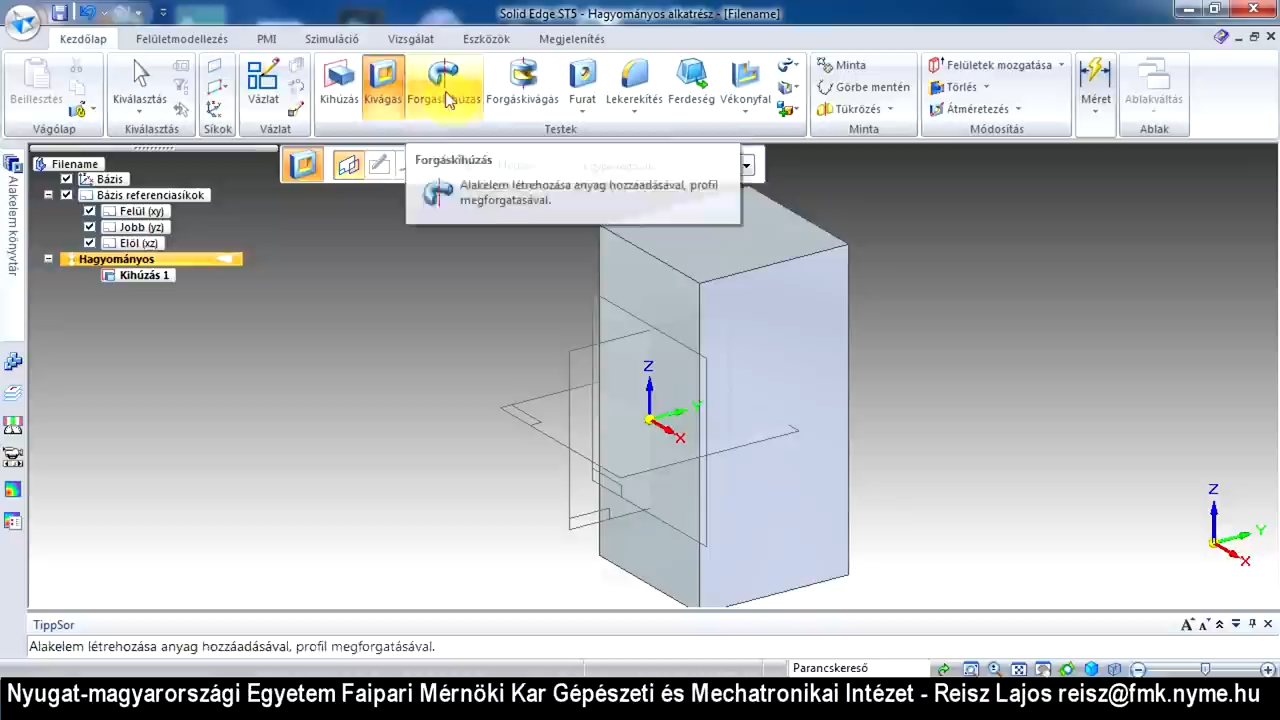 Solid Edge ST5 - Hagyományos alkatrész - [Filename]
Kezdőlap
Felületmodellezés
PMI
Szimuláció
Vizsgálat
Eszközök
Megjelenítés
Beillesztés
Kiválasztás
Vázlat
Kihúzás
Kivágás
Forgáskihúzás
Forgáskivágás
Furat
Lekerekítés
Ferdeség
Vékonyfal
Minta
Görbe mentén
Tükrözés
Felületek mozgatása
Törlés
Átméretezés
Méret
Ablakváltás
Vágólap
Kiválasztás
Síkok
Vázlat
Testek
Minta
Módosítás
Ablak
Alakelem könyvtár
Filename
Bázis
Bázis referenciasíkok
Felül (xy)
Jobb (yz)
Elöl (xz)
Hagyományos
Kihúzás 1
Forgáskihúzás
Alakelem létrehozása anyag hozzáadásával, profil
megforgatásával.
Z
Y
X
Z
Y
X
TippSor
Alakelem létrehozása anyag hozzáadásával, profil megforgatásával.
Parancskereső
Nyugat-magyarországi Egyetem Faipari Mérnöki Kar Gépészeti és Mechatronikai Intézet - Reisz Lajos reisz@fmk.nyme.hu